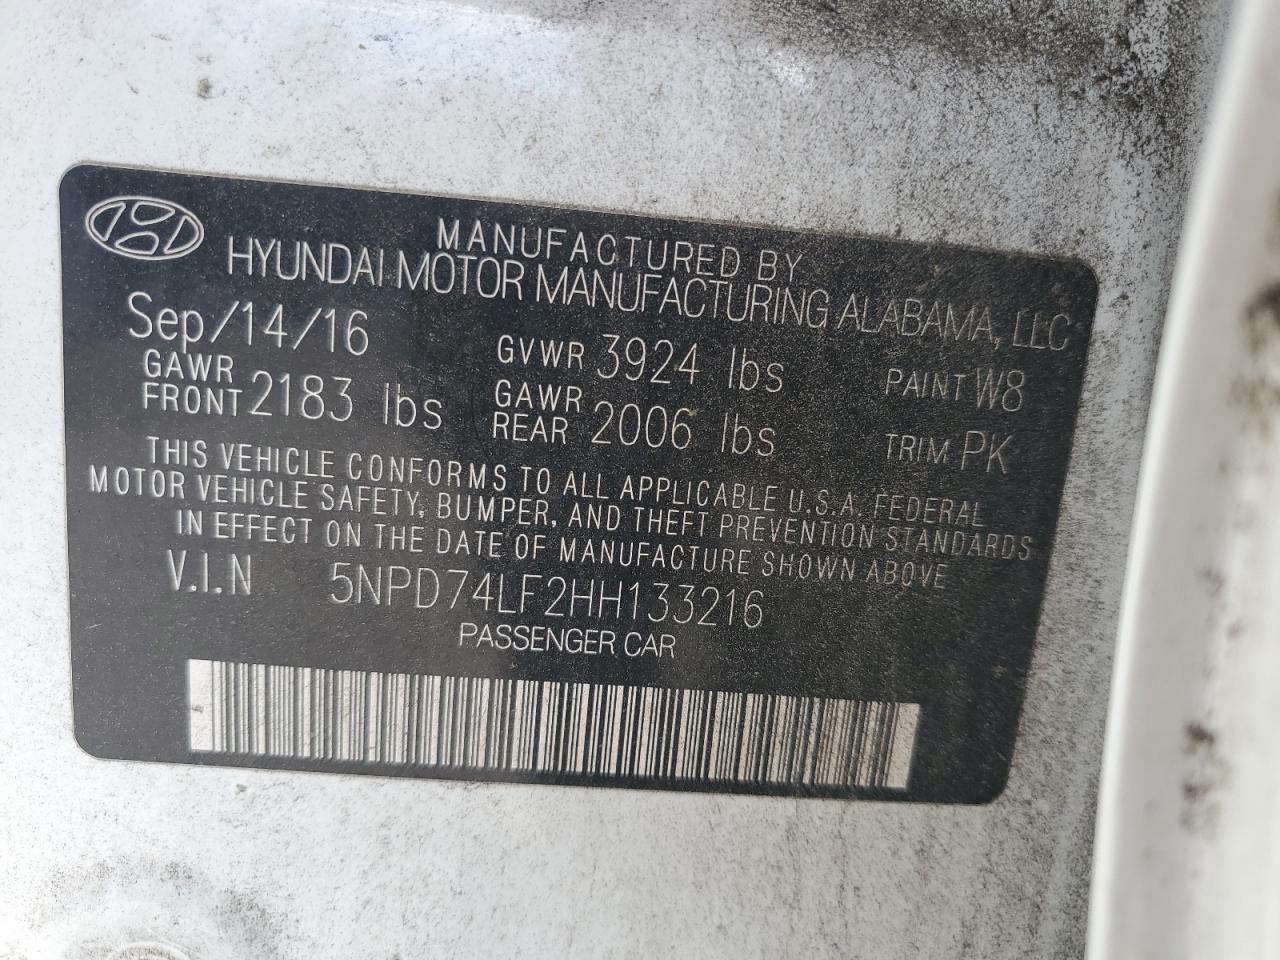 MANUFACTURED BY
HYUNDAI MOTOR MANUFACTURING ALABAMA, LLC
Sep/14/16 GVWR 3924 lbs PAINT W8
GAWR FRONT 2183 lbs GAWR REAR 2006 lbs TRIM PK
THIS VEHICLE CONFORMS TO ALL APPLICABLE U.S.A. FEDERAL
MOTOR VEHICLE SAFETY, BUMPER, AND THEFT PREVENTION STANDARDS
IN EFFECT ON THE DATE OF MANUFACTURE SHOWN ABOVE
V.I.N 5NPD74LF2HH133216
PASSENGER CAR